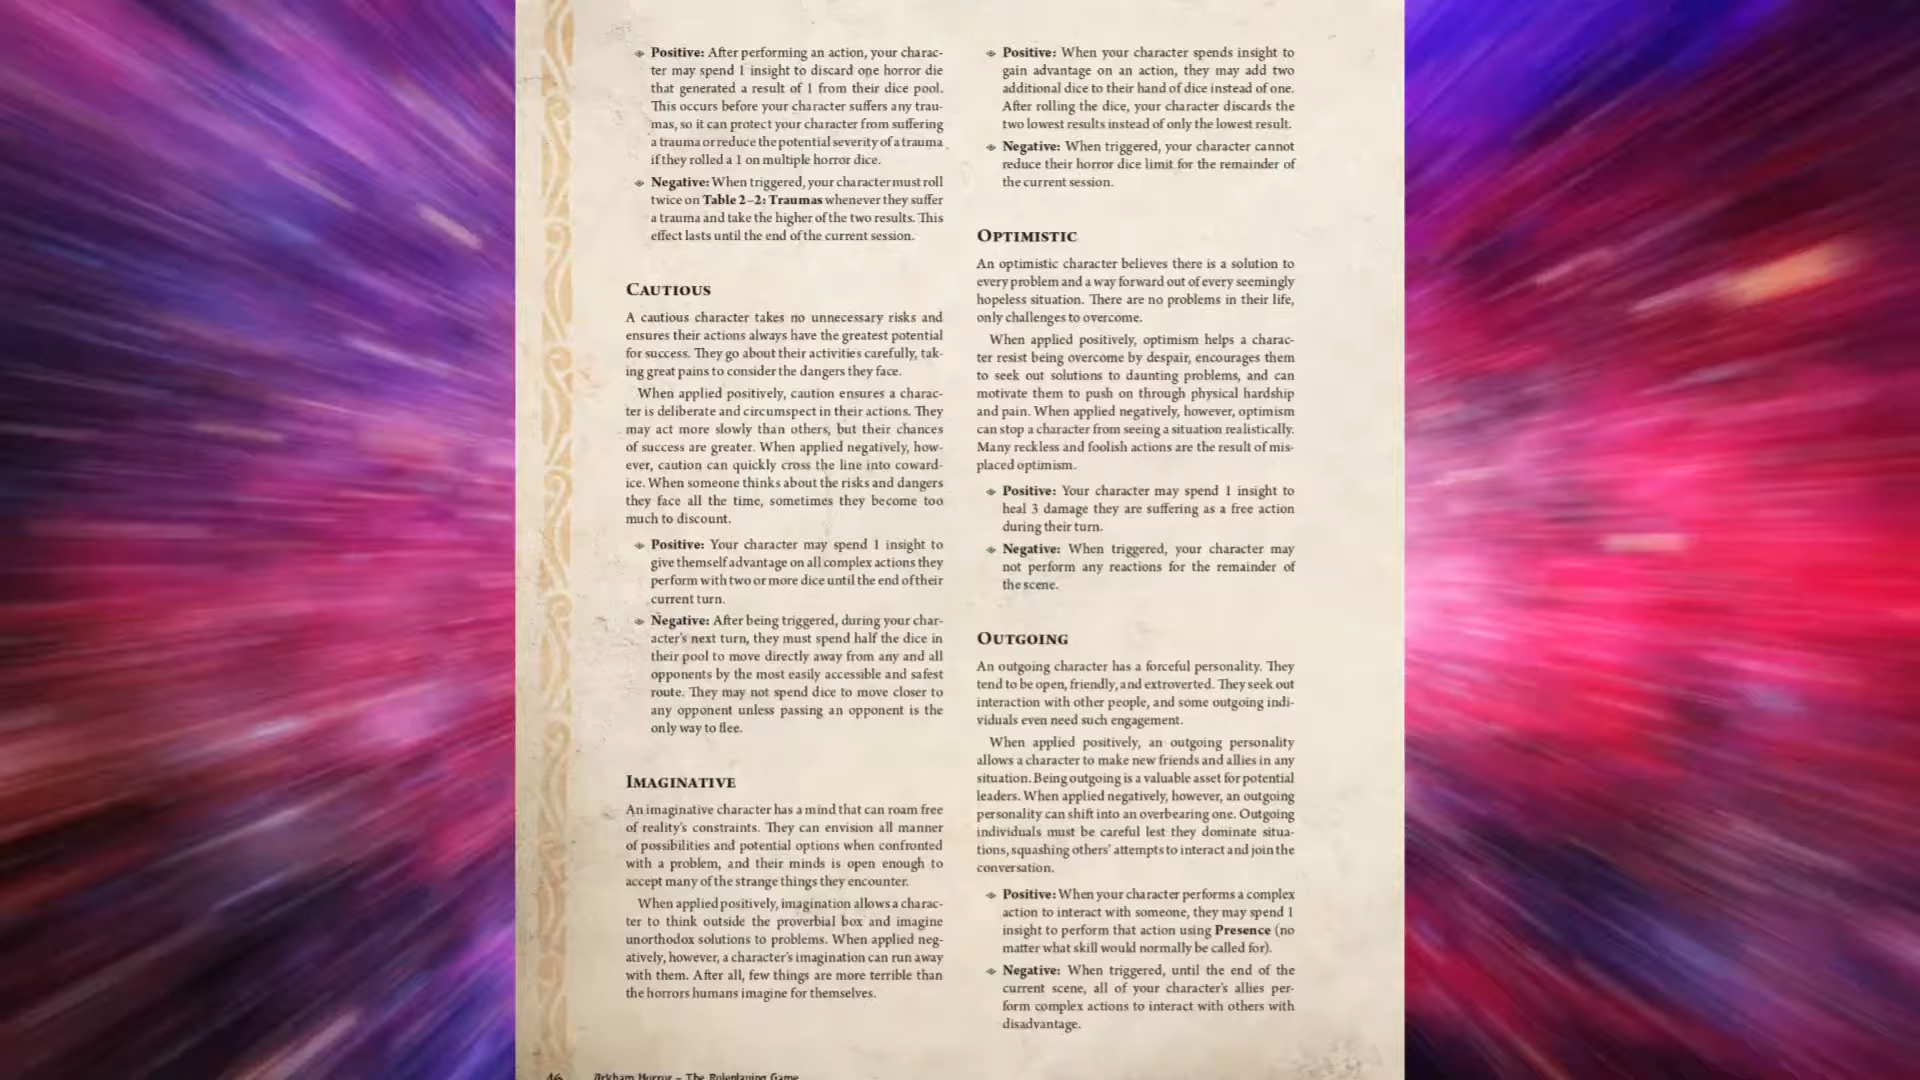 Positive: After performing an action, your charac-
ter may spend 1 insight to discard one horror die
that generated a result of 1 from their dice pool.
This occurs before your character suffers any trau-
mas, so it can protect your character from suffering
a trauma or reduce the potential severity of a trauma
if they rolled a 1 on multiple horror dice.
Negative: When triggered, your character must roll
twice on Table 2–2: Traumas whenever they suffer
a trauma and take the higher of the two results. This
effect lasts until the end of the current session.
Cautious
A cautious character takes no unnecessary risks and
ensures their actions always have the greatest potential
for success. They go about their activities carefully, tak-
ing great pains to consider the dangers they face.
When applied positively, caution ensures a charac-
ter is deliberate and circumspect in their actions. They
may act more slowly than others, but their chances
of success are greater. When applied negatively, how-
ever, caution can quickly cross the line into coward-
ice. When someone thinks about the risks and dangers
they face all the time, sometimes they become too
much to discount.
Positive: Your character may spend 1 insight to
give themself advantage on all complex actions they
perform with two or more dice until the end of their
current turn.
Negative: After being triggered, during your char-
acter's next turn, they must spend half the dice in
their pool to move directly away from any and all
opponents by the most easily accessible and safest
route. They may not spend dice to move closer to
any opponent unless passing an opponent is the
only way to flee.
Imaginative
An imaginative character has a mind that can roam free
of reality's constraints. They can envision all manner
of possibilities and potential options when confronted
with a problem, and their minds is open enough to
accept many of the strange things they encounter.
When applied positively, imagination allows a charac-
ter to think outside the proverbial box and imagine
unorthodox solutions to problems. When applied neg-
atively, however, a character's imagination can run away
with them. After all, few things are more terrible than
the horrors humans imagine for themselves.
Positive: When your character spends insight to
gain advantage on an action, they may add two
additional dice to their hand of dice instead of one.
After rolling the dice, your character discards the
two lowest results instead of only the lowest result.
Negative: When triggered, your character cannot
reduce their horror dice limit for the remainder of
the current session.
Optimistic
An optimistic character believes there is a solution to
every problem and a way forward out of every seemingly
hopeless situation. There are no problems in their life,
only challenges to overcome.
When applied positively, optimism helps a charac-
ter resist being overcome by despair, encourages them
to seek out solutions to daunting problems, and can
motivate them to push on through physical hardship
and pain. When applied negatively, however, optimism
can stop a character from seeing a situation realistically.
Many reckless and foolish actions are the result of mis-
placed optimism.
Positive: Your character may spend 1 insight to
heal 3 damage they are suffering as a free action
during their turn.
Negative: When triggered, your character may
not perform any reactions for the remainder of
the scene.
Outgoing
An outgoing character has a forceful personality. They
tend to be open, friendly, and extroverted. They seek out
interaction with other people, and some outgoing indi-
viduals even need such engagement.
When applied positively, an outgoing personality
allows a character to make new friends and allies in any
situation. Being outgoing is a valuable asset for potential
leaders. When applied negatively, however, an outgoing
personality can shift into an overbearing one. Outgoing
individuals must be careful lest they dominate situa-
tions, squashing others' attempts to interact and join the
conversation.
Positive: When your character performs a complex
action to interact with someone, they may spend 1
insight to perform that action using Presence (no
matter what skill would normally be called for).
Negative: When triggered, until the end of the
current scene, all of your character's allies per-
form complex actions to interact with others with
disadvantage.
46 Arkham Horror – The Roleplaying Game